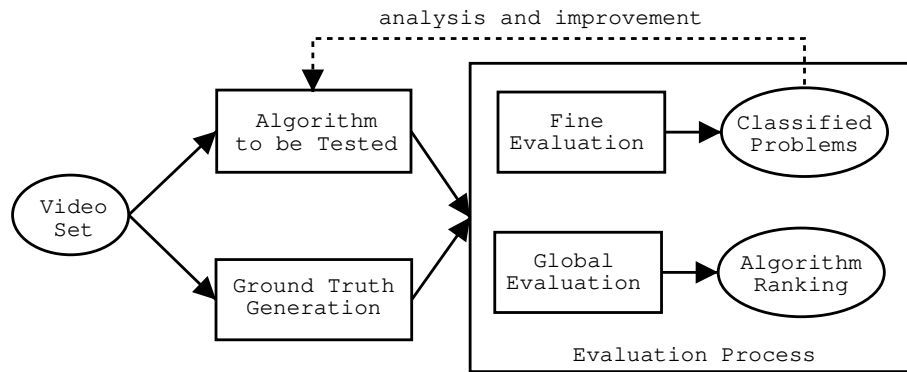 analysis and improvement
Algorithm
to be Tested
Fine
Evaluation
Classified
Problems
Video
Set
Ground Truth
Generation
Global
Evaluation
Algorithm
Ranking
Evaluation Process